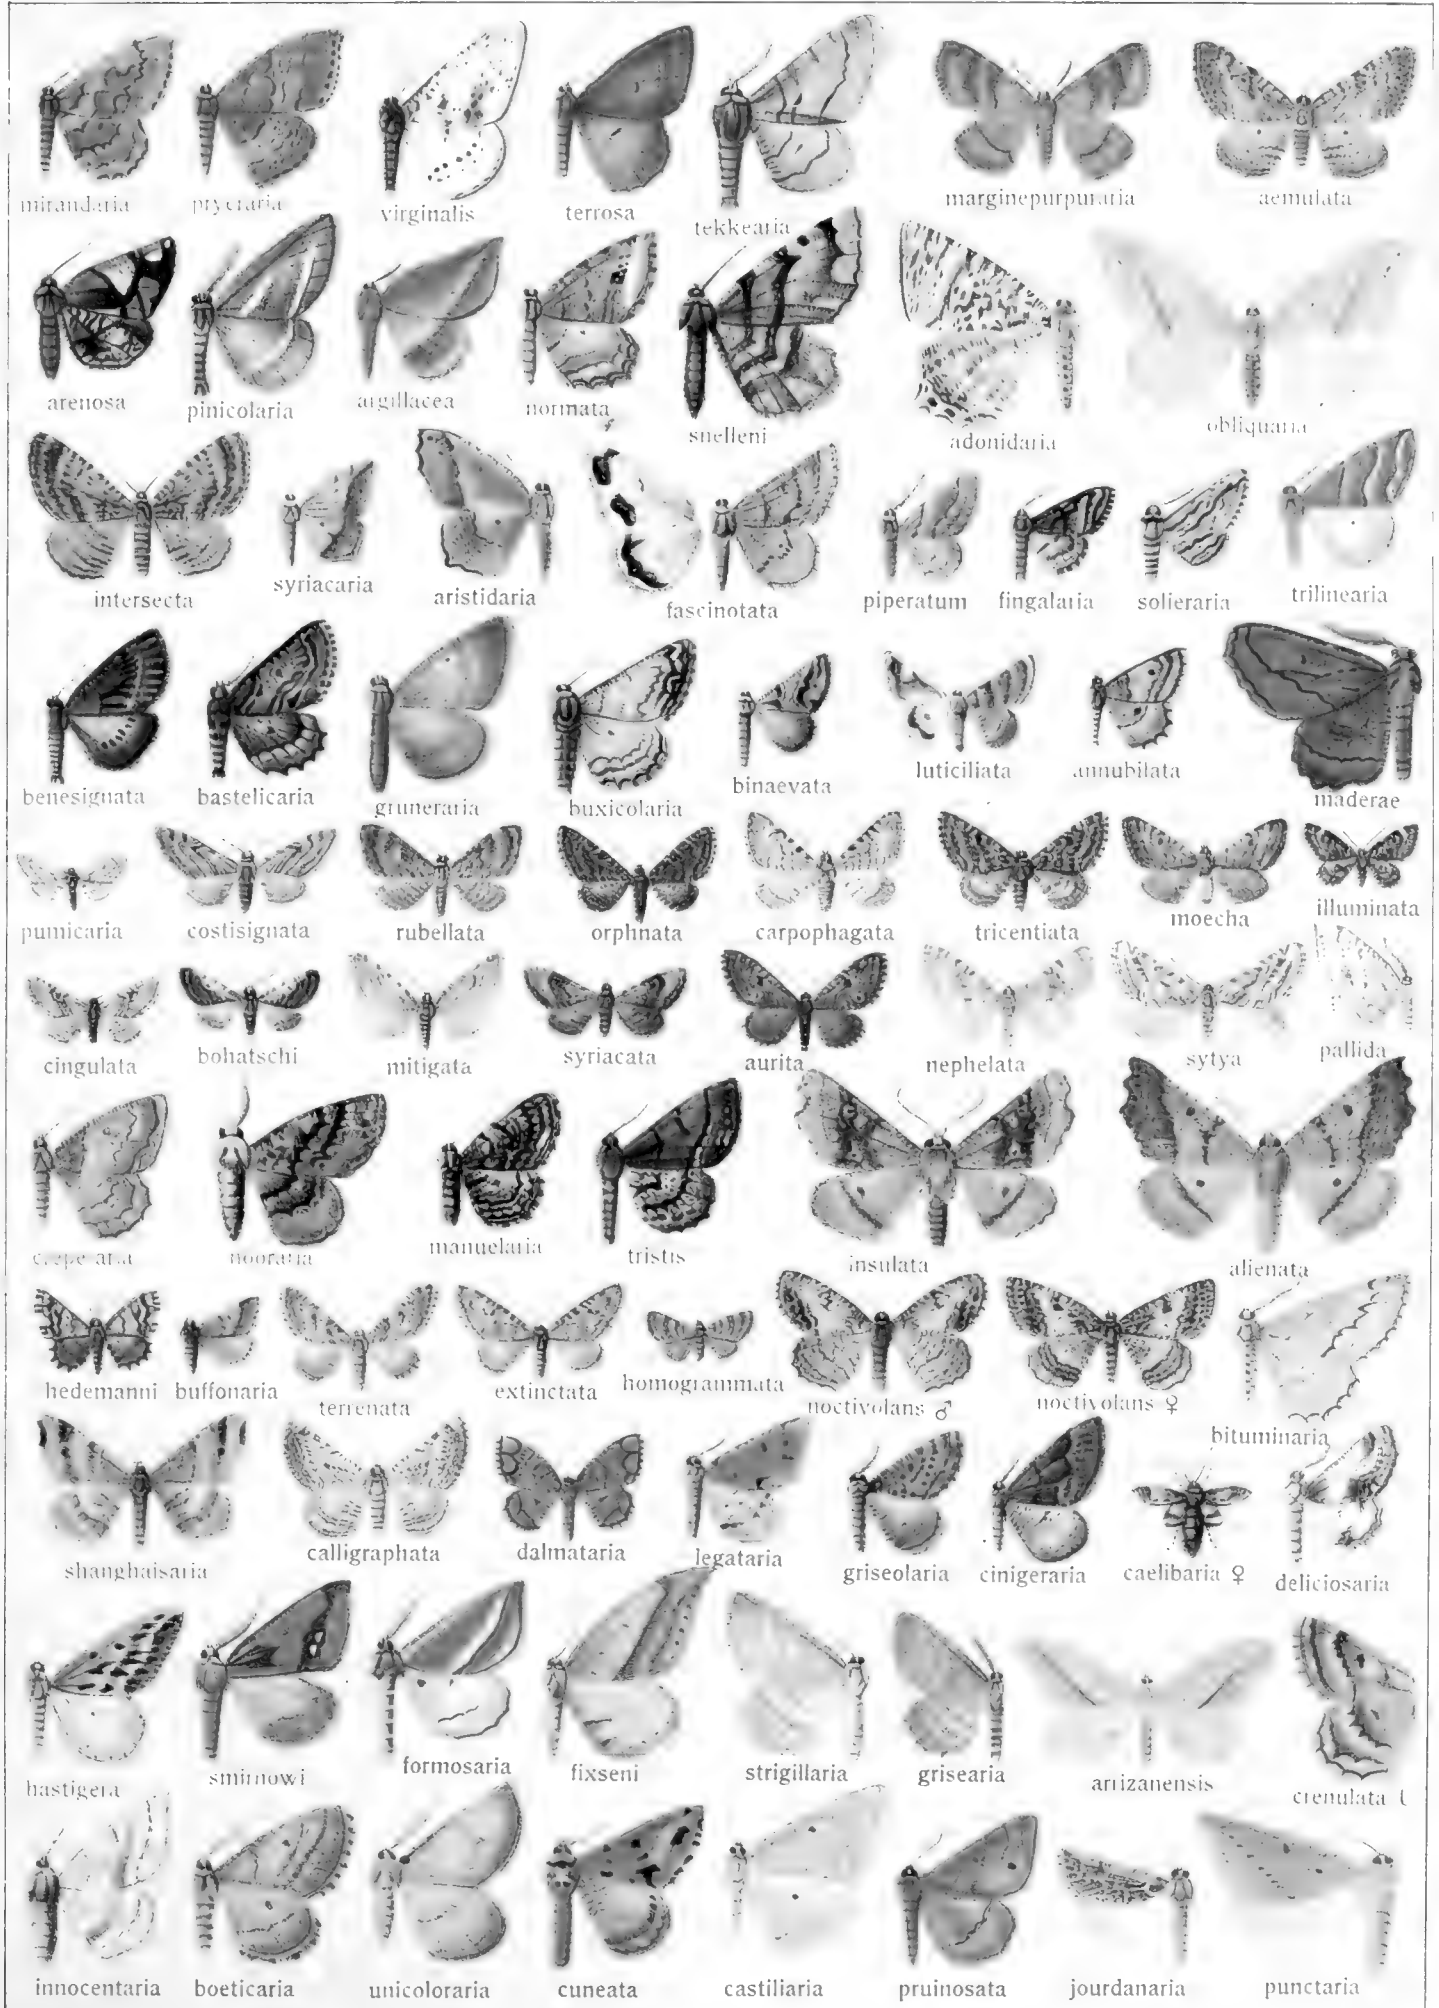 mirandaria pryeraria virginalis terrosa tekkearia marginepurpuraria aemulata
arenosa pinicolaria argillacea normata snelleni adonidaria obliquaria
intersecta syriacaria aristidaria fascinotata piperatum fingalaria solieraria trilinearia
benesignata bastelicaria gruneraria buxicolaria binaevata luticiliata annubilata maderae
pumicaria costisignata rubellata orphnata carpophagata tricentiata moecha illuminata
cingulata bohatschi mitigata syriacata aurita nephelata sytya pallida
nooraria manuelaria tristis insulata alienata
hedemanni buffonaria terrenata extinctata homogrammata noctivolans ♂ noctivolans ♀ bituminaria
shanghaisaria calligraphata dalmataria legataria griseolaria cinigeraria caelibaria ♀ deliciosaria
hastigera smirnowi formosaria fixseni strigillaria grisearia arrizanensis crenulata
innocentaria boeticaria unicoloraria cuneata castiliaria pruinosata jourdanaria punctaria